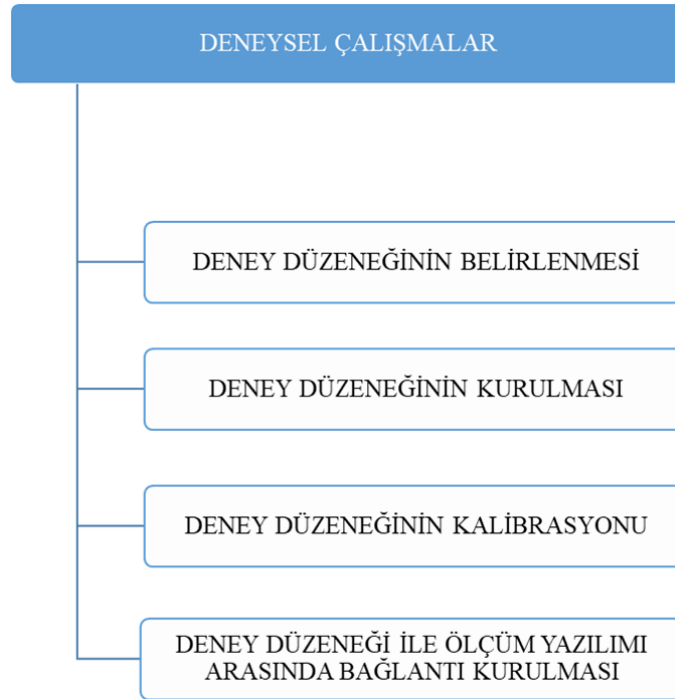 DENEYSEL ÇALIŞMALAR
DENEY DÜZENEĞİNİN BELİRLENMESİ
DENEY DÜZENEĞİNİN KURULMASI
DENEY DÜZENEĞİNİN KALİBRASYONU
DENEY DÜZENEĞİ İLE ÖLÇÜM YAZILIMI
ARASINDA BAĞLANTI KURULMASI